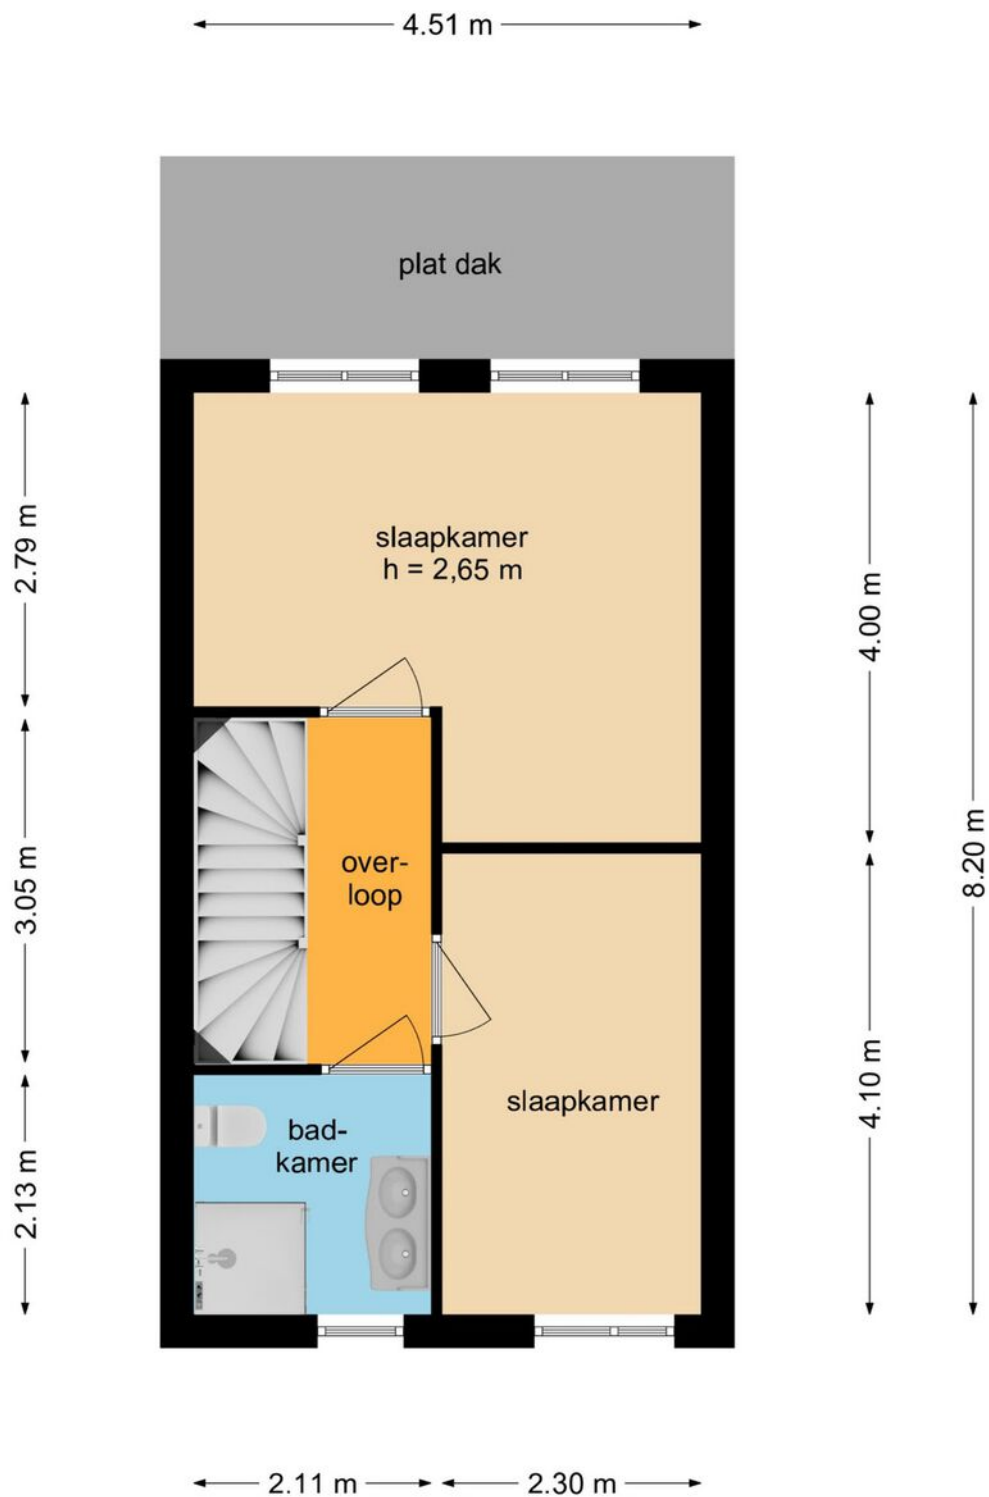 4.51 m
plat dak
slaapkamer
h = 2,65 m
2.79 m
4.00 m
8.20 m
over-
loop
3.05 m
slaapkamer
4.10 m
bad-
kamer
2.13 m
2.11 m
2.30 m